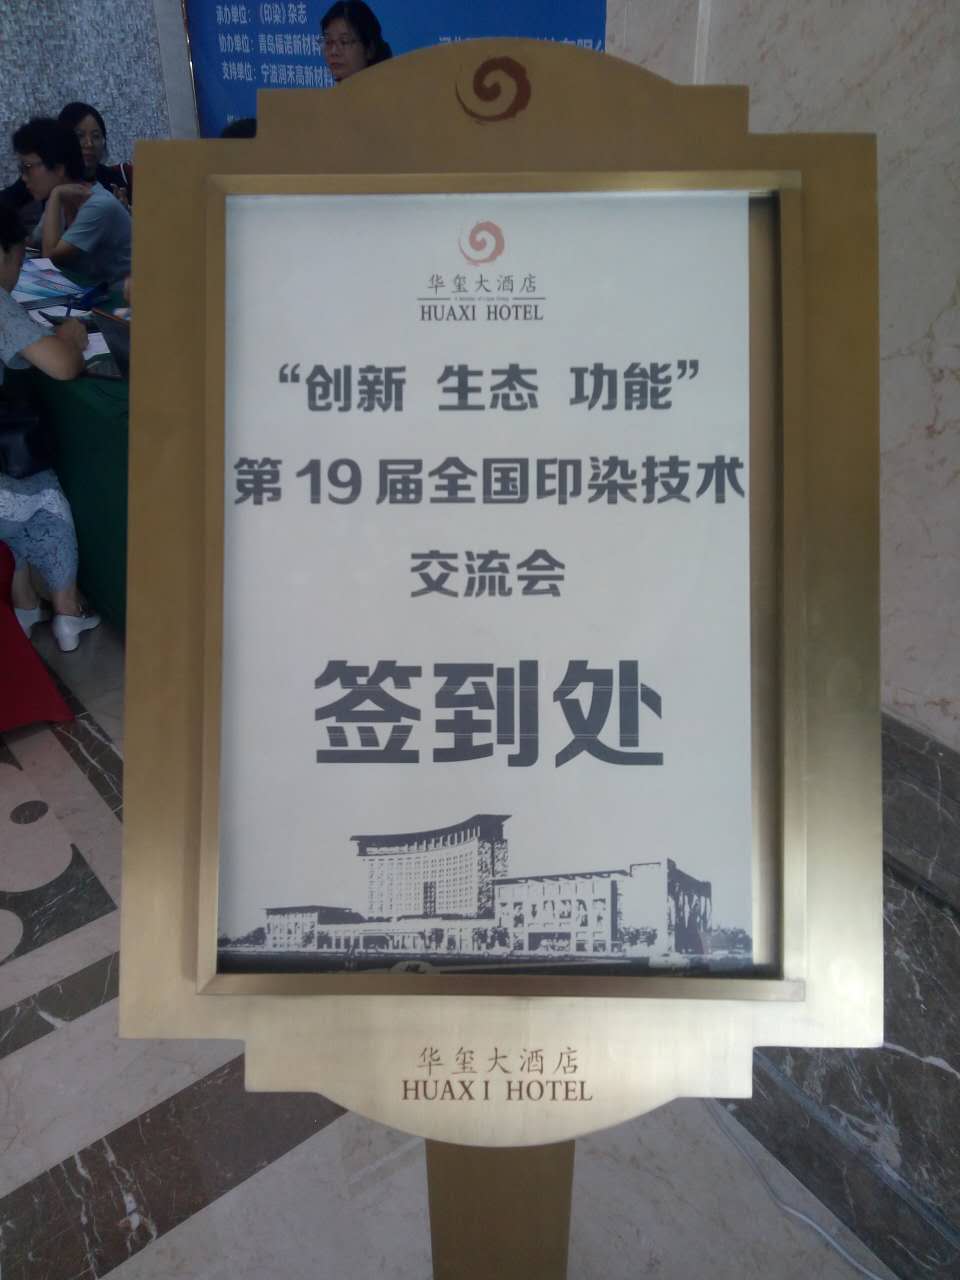 承办单位：《印染》杂志
协办单位：青岛福诺新材料
支持单位：宁波润禾高新材料
华玺大酒店
HUAXI HOTEL
“创新 生态 功能”
第19届全国印染技术
交流会
签到处
华玺大酒店
HUAXI HOTEL